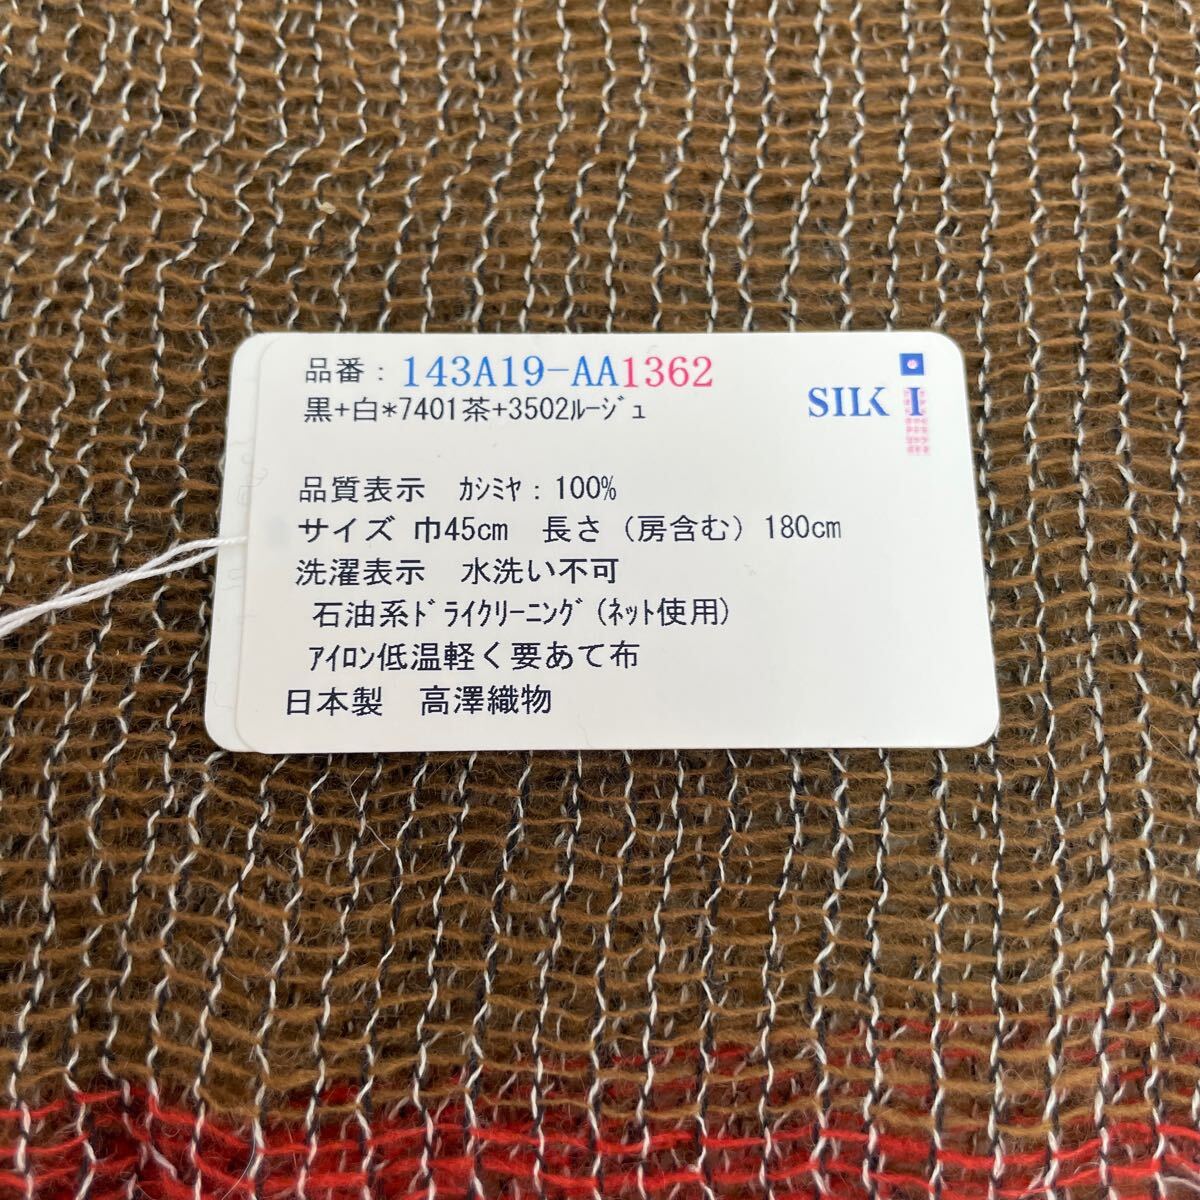 品番：143A19-AA1362
黒+白*7401茶+3502ﾙｰｼﾞｭ
SILK I
品質表示　ｶｼﾐﾔ：100%
サイズ 巾45cm　長さ（房含む）180cm
洗濯表示　水洗い不可
石油系ﾄﾞﾗｲｸﾘｰﾆﾝｸﾞ(ﾈｯﾄ使用)
ｱｲﾛﾝ低温軽く要あて布
日本製　高澤織物